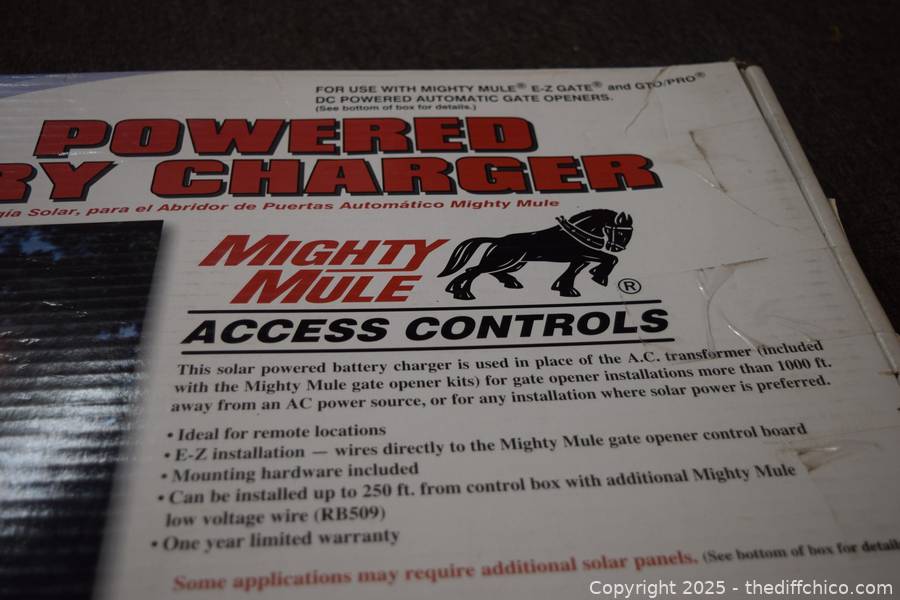 FOR USE WITH MIGHTY MULE® E-Z GATE® and GTO/PRO®
DC POWERED AUTOMATIC GATE OPENERS.
(See bottom of box for details.)
POWERED
RY CHARGER
gía Solar, para el Abridor de Puertas Automático Mighty Mule
MIGHTY
MULE
®
ACCESS CONTROLS
This solar powered battery charger is used in place of the A.C. transformer (included
with the Mighty Mule gate opener kits) for gate opener installations more than 1000 ft.
away from an AC power source, or for any installation where solar power is preferred.
• Ideal for remote locations
• E-Z installation — wires directly to the Mighty Mule gate opener control board
• Mounting hardware included
• Can be installed up to 250 ft. from control box with additional Mighty Mule
low voltage wire (RB509)
• One year limited warranty
Some applications may require additional solar panels. (See bottom of box for detail
Copyright 2025 - thediffchico.com